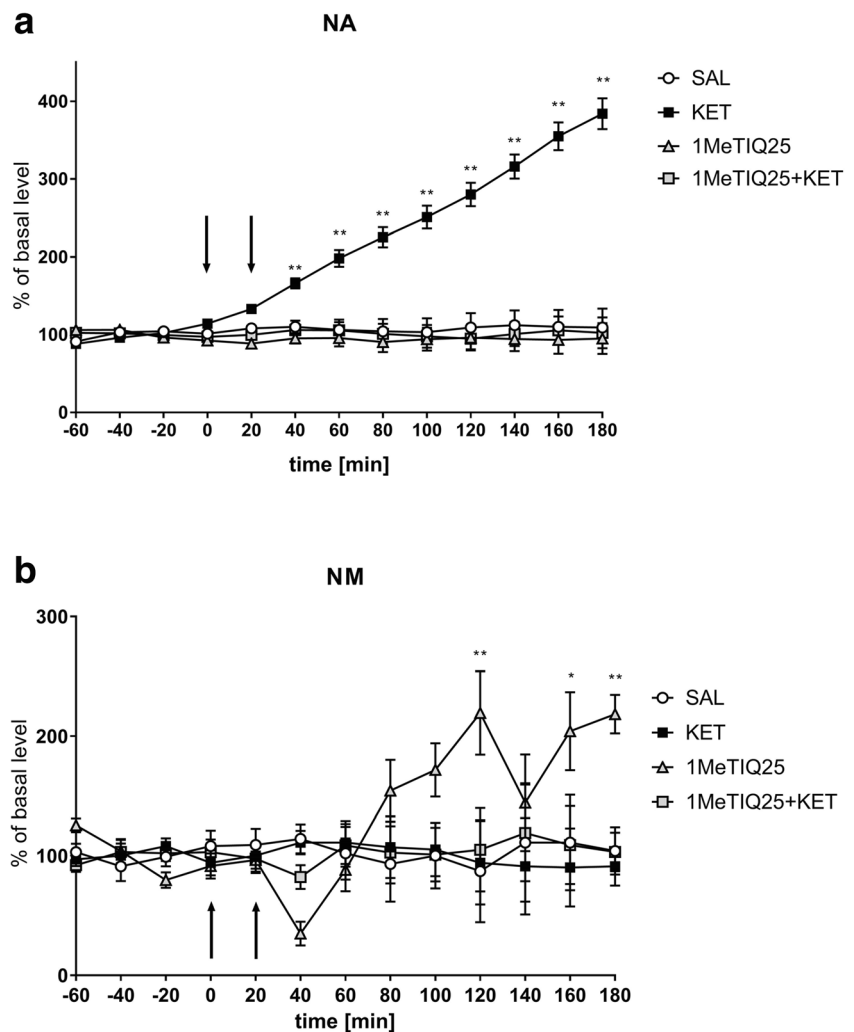 a
NA
% of basal level
400
300
200
100
0
** ** ** ** ** ** ** **
-60 -40 -20 0 20 40 60 80 100 120 140 160 180
time [min]
SAL
KET
1MeTIQ25
1MeTIQ25+KET
b
NM
% of basal level
300
200
100
0
** * **
-60 -40 -20 0 20 40 60 80 100 120 140 160 180
time [min]
SAL
KET
1MeTIQ25
1MeTIQ25+KET